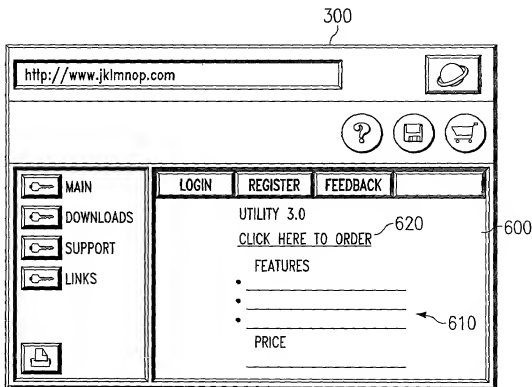 300
http://www.jklmnop.com
?
MAIN
DOWNLOADS
SUPPORT
LINKS
LOGIN REGISTER FEEDBACK
UTILITY 3.0
CLICK HERE TO ORDER 620
600
FEATURES
610
PRICE